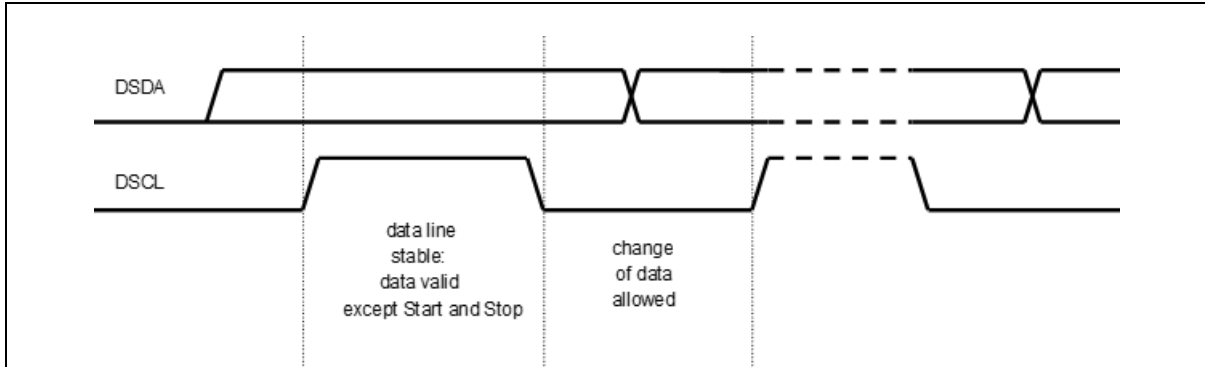 DSDA
DSCL
data line
stable:
data valid
except Start and Stop
change
of data
allowed